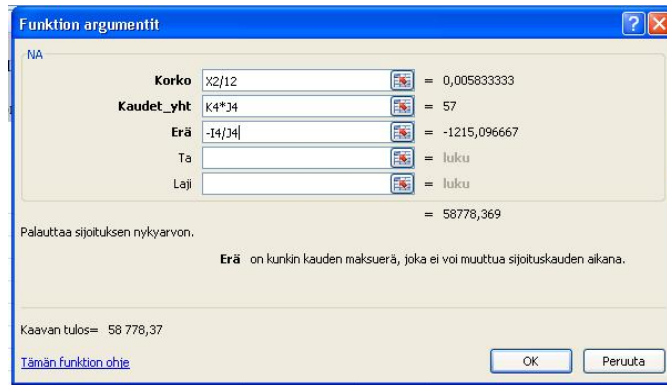 Funktion argumentit
NA
Korko X2/12 = 0,005833333
Kaudet_yht K4*J4 = 57
Erä -I4/J4 = -1215,096667
Ta = luku
Laji = luku
= 58778,369
Palauttaa sijoituksen nykyarvon.
Erä on kunkin kauden maksuerä, joka ei voi muuttua sijoituskauden aikana.
Kaavan tulos= 58 778,37
Tämän funktion ohje OK Peruuta